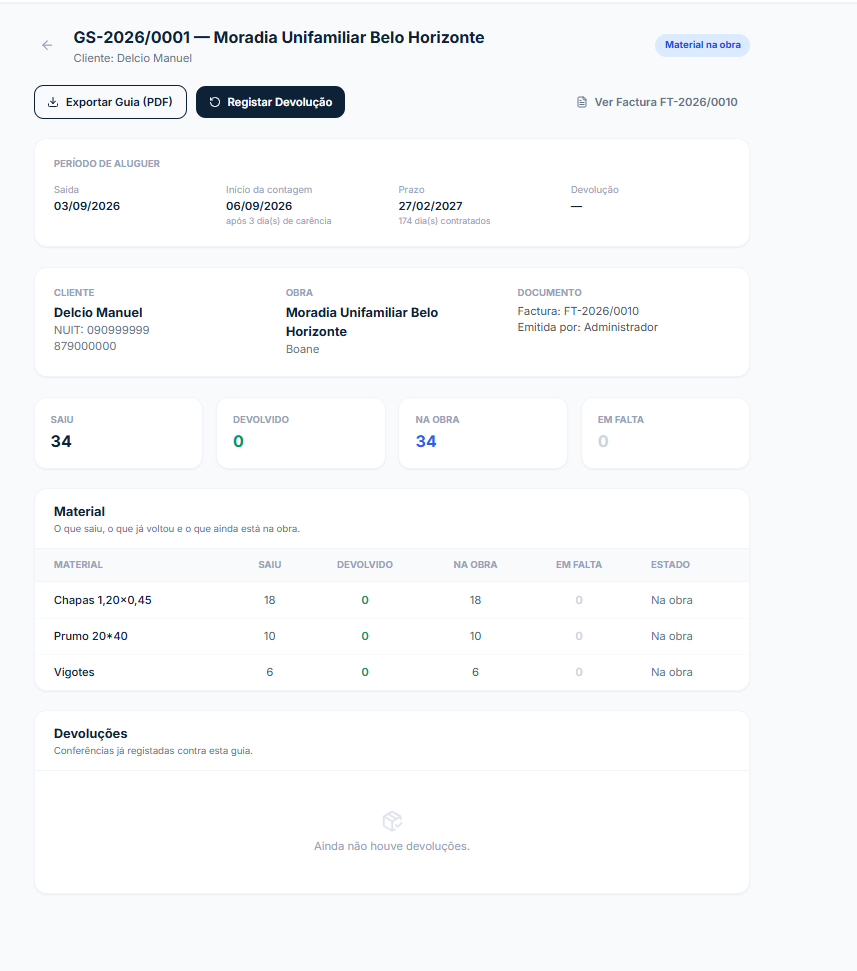 GS-2026/0001 — Moradia Unifamiliar Belo Horizonte
Cliente: Delcio Manuel
Material na obra
Exportar Guia (PDF)
Registar Devolução
Ver Factura FT-2026/0010
PERÍODO DE ALUGUER
Saída
Início da contagem
Prazo
Devolução
03/09/2026
06/09/2026
27/02/2027
—
após 3 dia(s) de carência
174 dia(s) contratados
CLIENTE
Delcio Manuel
NUIT: 090999999
879000000
OBRA
Moradia Unifamiliar Belo
Horizonte
Boane
DOCUMENTO
Factura: FT-2026/0010
Emitida por: Administrador
SAIU
34
DEVOLVIDO
0
NA OBRA
34
EM FALTA
0
Material
O que saiu, o que já voltou e o que ainda está na obra.
MATERIAL SAIU DEVOLVIDO NA OBRA EM FALTA ESTADO
Chapas 1,20×0,45 18 0 18 0 Na obra
Prumo 20*40 10 0 10 0 Na obra
Vigotes 6 0 6 0 Na obra
Devoluções
Conferências já registadas contra esta guia.
Ainda não houve devoluções.